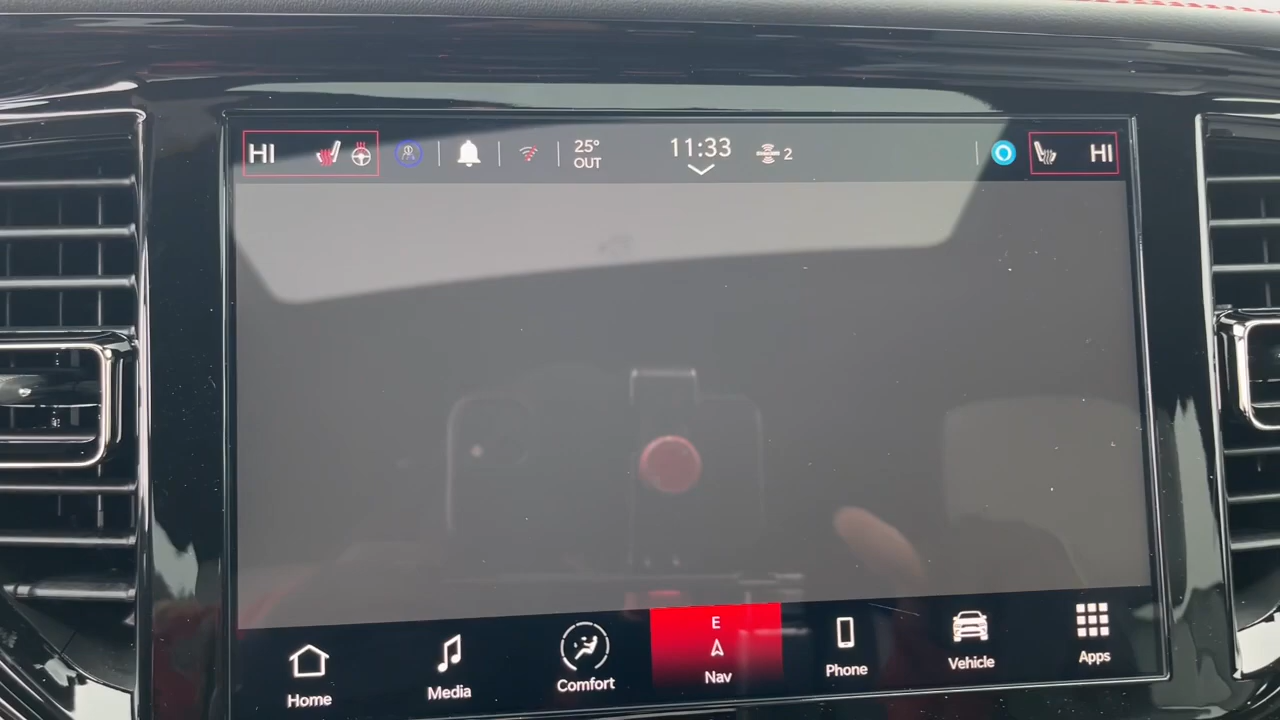 HI
25°
OUT
11:33
2
HI
E
Home
Media
Comfort
Nav
Phone
Vehicle
Apps